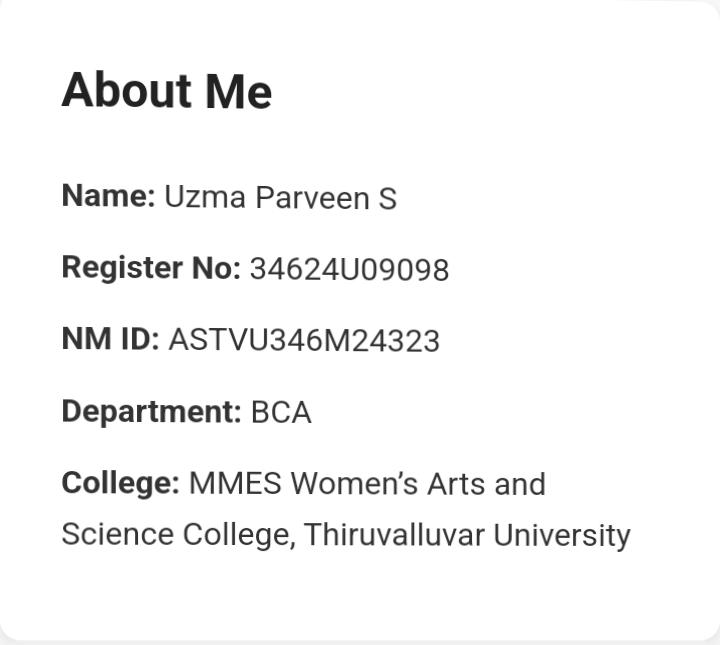 About Me
Name: Uzma Parveen S
Register No: 34624U09098
NM ID: ASTVU346M24323
Department: BCA
College: MMES Women’s Arts and
Science College, Thiruvalluvar University